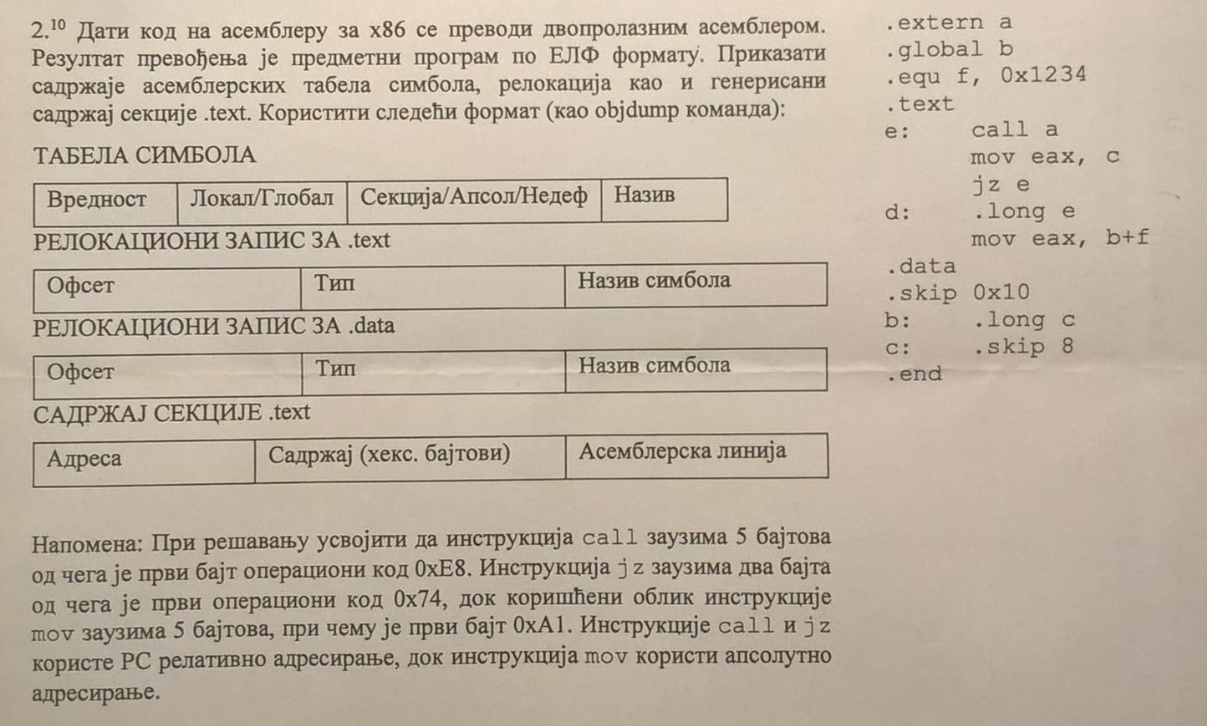 2.10 Дати код на асемблеру за x86 се преводи двопролазним асемблером.
Резултат превођења је предметни програм по ЕЛФ формату. Приказати
садржаје асемблерских табела симбола, релокација као и генерисани
садржај секције .text. Користити следећи формат (као objdump команда):
ТАБЕЛА СИМБОЛА
Вредност Локал/Глобал Секција/Апсол/Недеф Назив
РЕЛОКАЦИОНИ ЗАПИС ЗА .text
Офсет Тип Назив симбола
РЕЛОКАЦИОНИ ЗАПИС ЗА .data
Офсет Тип Назив симбола
САДРЖАЈ СЕКЦИЈЕ .text
Адреса Садржај (хекс. бајтови) Асемблерска линија
Напомена: При решавању усвојити да инструкција call заузима 5 бајтова
од чега је први бајт операциони код 0xE8. Инструкција jz заузима два бајта
од чега је први операциони код 0x74, док коришћени облик инструкције
mov заузима 5 бајтова, при чему је први бајт 0xA1. Инструкције call и jz
користе PC релативно адресирање, док инструкција mov користи апсолутно
адресирање.
.extern a
.global b
.equ f, 0x1234
.text
e: call a
mov eax, c
jz e
d: .long e
mov eax, b+f
.data
.skip 0x10
b: .long c
c: .skip 8
.end